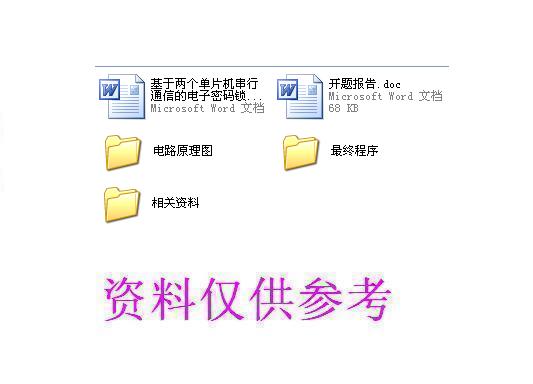 基于两个单片机串行
通信的电子密码锁...
Microsoft Word 文档
开题报告.doc
Microsoft Word 文档
68 KB
电路原理图
最终程序
相关资料
资料仅供参考